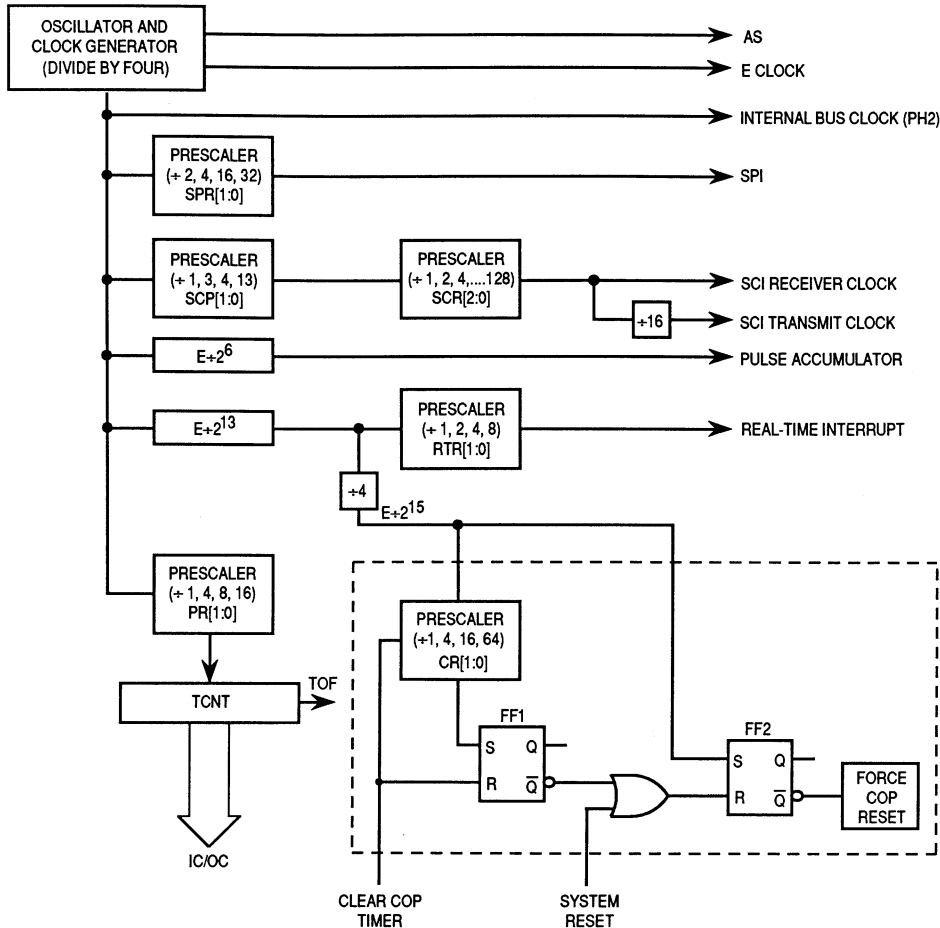 OSCILLATOR AND
CLOCK GENERATOR
(DIVIDE BY FOUR)
AS
E CLOCK
INTERNAL BUS CLOCK (PH2)
PRESCALER
(÷ 2, 4, 16, 32)
SPR[1:0]
SPI
PRESCALER
(÷ 1, 3, 4, 13)
SCP[1:0]
PRESCALER
(÷ 1, 2, 4,....128)
SCR[2:0]
SCI RECEIVER CLOCK
÷16
SCI TRANSMIT CLOCK
E÷2⁶
PULSE ACCUMULATOR
E÷2¹³
PRESCALER
(÷ 1, 2, 4, 8)
RTR[1:0]
REAL-TIME INTERRUPT
÷4
E÷2¹⁵
PRESCALER
(÷ 1, 4, 8, 16)
PR[1:0]
TCNT
TOF
IC/OC
PRESCALER
(÷1, 4, 16, 64)
CR[1:0]
FF1
S Q
R Q̅
FF2
S Q
R Q̅
FORCE
COP
RESET
CLEAR COP
TIMER
SYSTEM
RESET